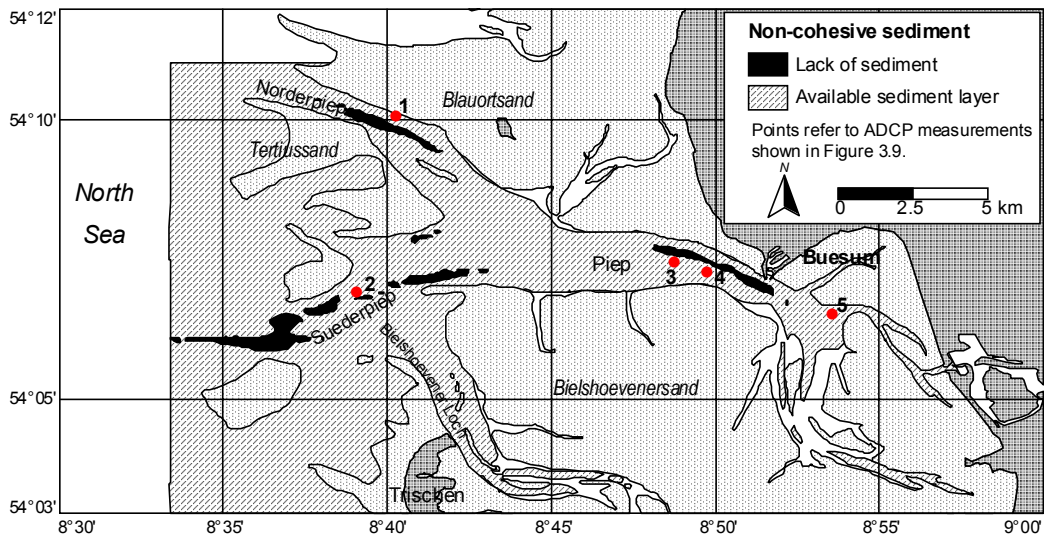 54°12'
54°10'
54°05'
54°03'
8°30'
8°35'
8°40'
8°45'
8°50'
8°55'
9°00'
Non-cohesive sediment
Lack of sediment
Available sediment layer
Points refer to ADCP measurements
shown in Figure 3.9.
N
0 2.5 5 km
Norderpiep
1
Blauortsand
Tertiussand
North
Sea
Piep
3
4
Buesum
5
2
Suederpiep
Bielshoevener Loch
Bielshoevenersand
Trischen